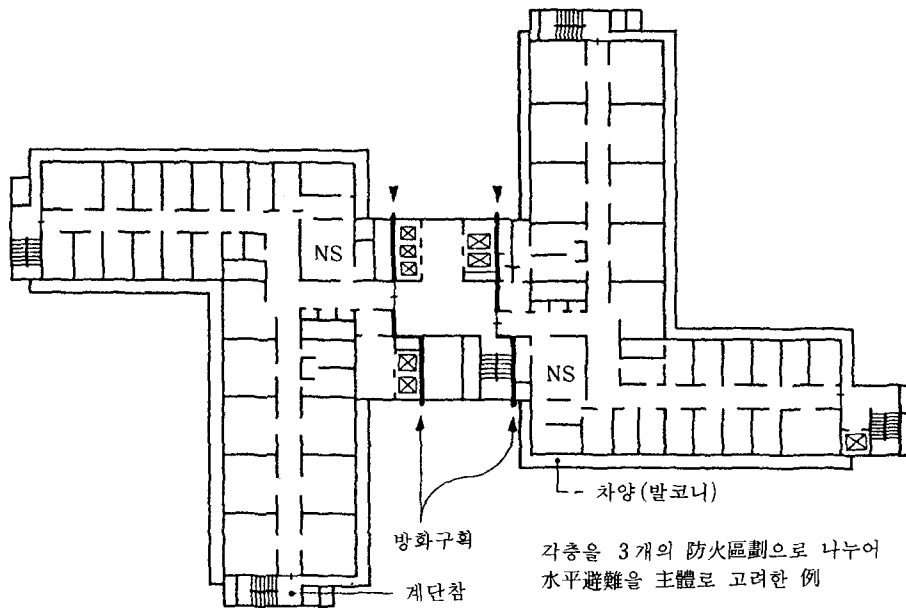 NS
NS
차양(발코니)
방화구획
계단참
각층을 3개의 防火區劃으로 나누어
水平避難을 主體로 고려한 例